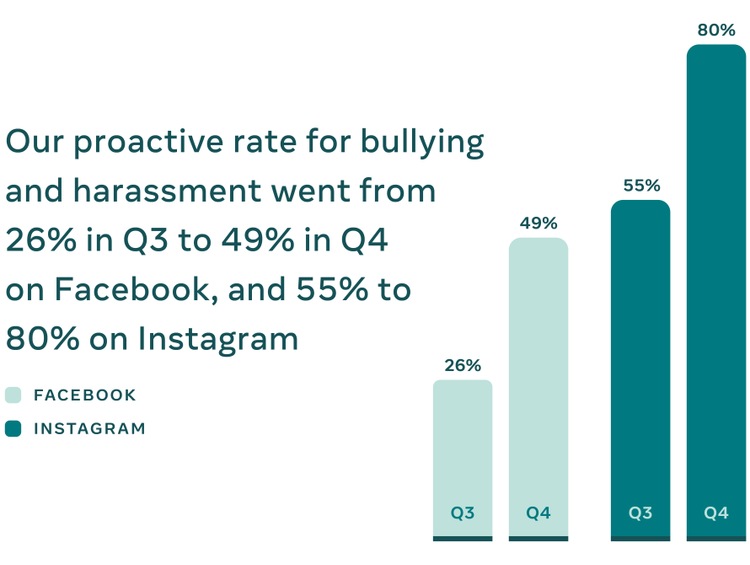 Our proactive rate for bullying
and harassment went from
26% in Q3 to 49% in Q4
on Facebook, and 55% to
80% on Instagram
FACEBOOK
INSTAGRAM
26%
49%
55%
80%
Q3
Q4
Q3
Q4